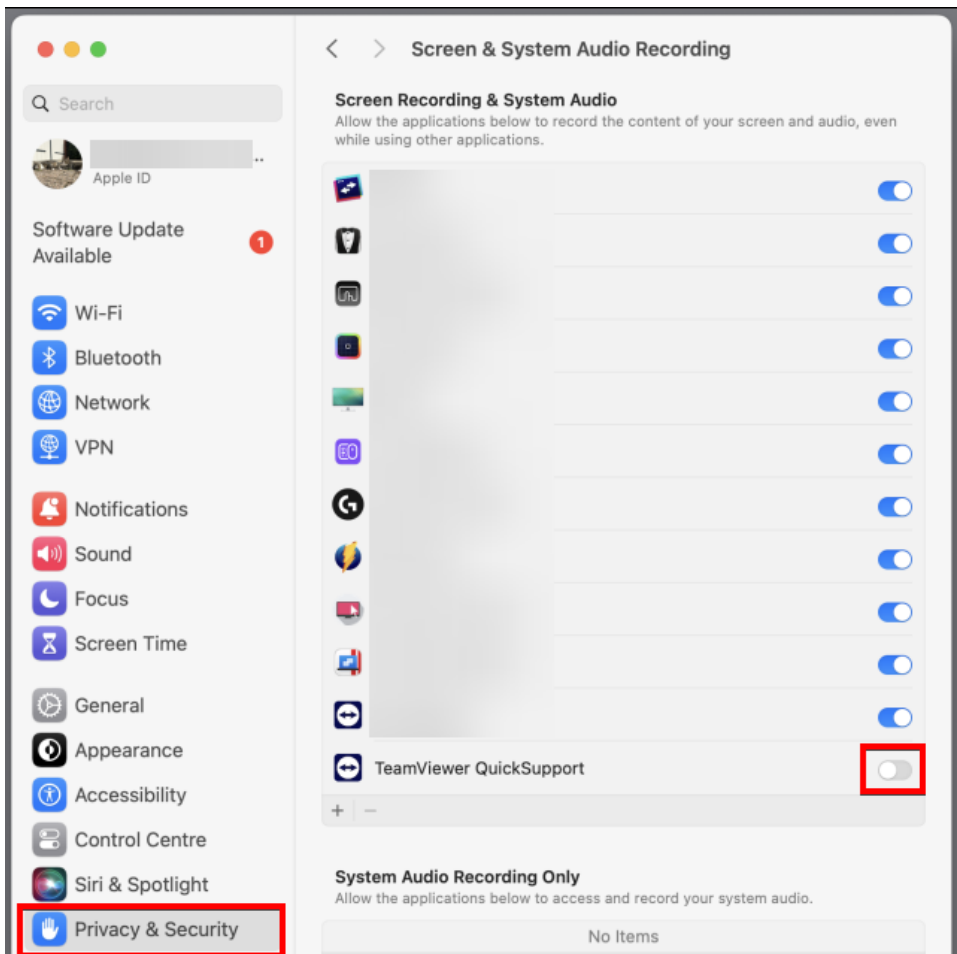 Search
..
Apple ID
Software Update
Available
1
Wi-Fi
Bluetooth
Network
VPN
Notifications
Sound
Focus
Screen Time
General
Appearance
Accessibility
Control Centre
Siri & Spotlight
Privacy & Security
Screen & System Audio Recording
Screen Recording & System Audio
Allow the applications below to record the content of your screen and audio, even
while using other applications.
TeamViewer QuickSupport
System Audio Recording Only
Allow the applications below to access and record your system audio.
No Items